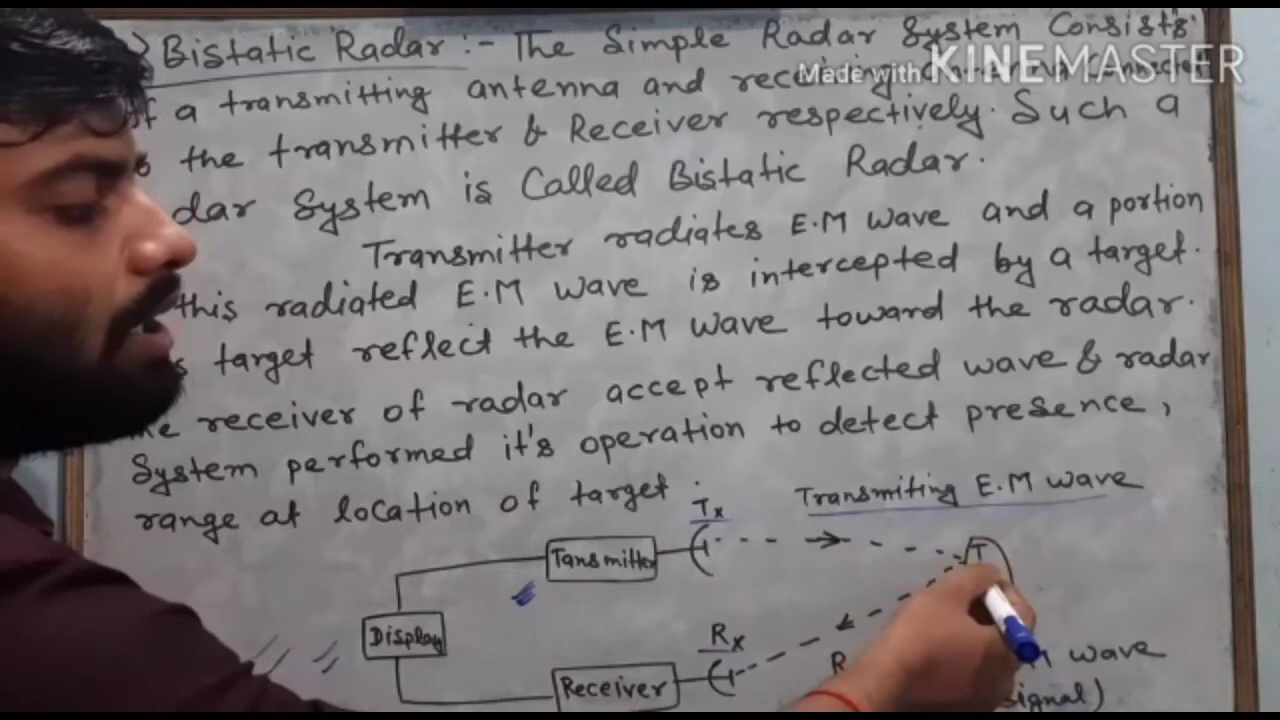 Bistatic Radar :- The Simple Radar System Consists
Made with KINEMASTER
a transmitting antenna and receiving
the transmitter & Receiver respectively. Such a
dar System is Called Bistatic Radar.
Transmitter radiates E.M wave and a portion
this radiated E.M wave is intercepted by a target.
target reflect the E.M wave toward the radar.
receiver of radar accept reflected wave & radar
System performed it's operation to detect presence,
range at location of target.
Transmiting E.M wave
Tx
Tansmitter
T
Display
Rx
Receiver
R
wave
signal)